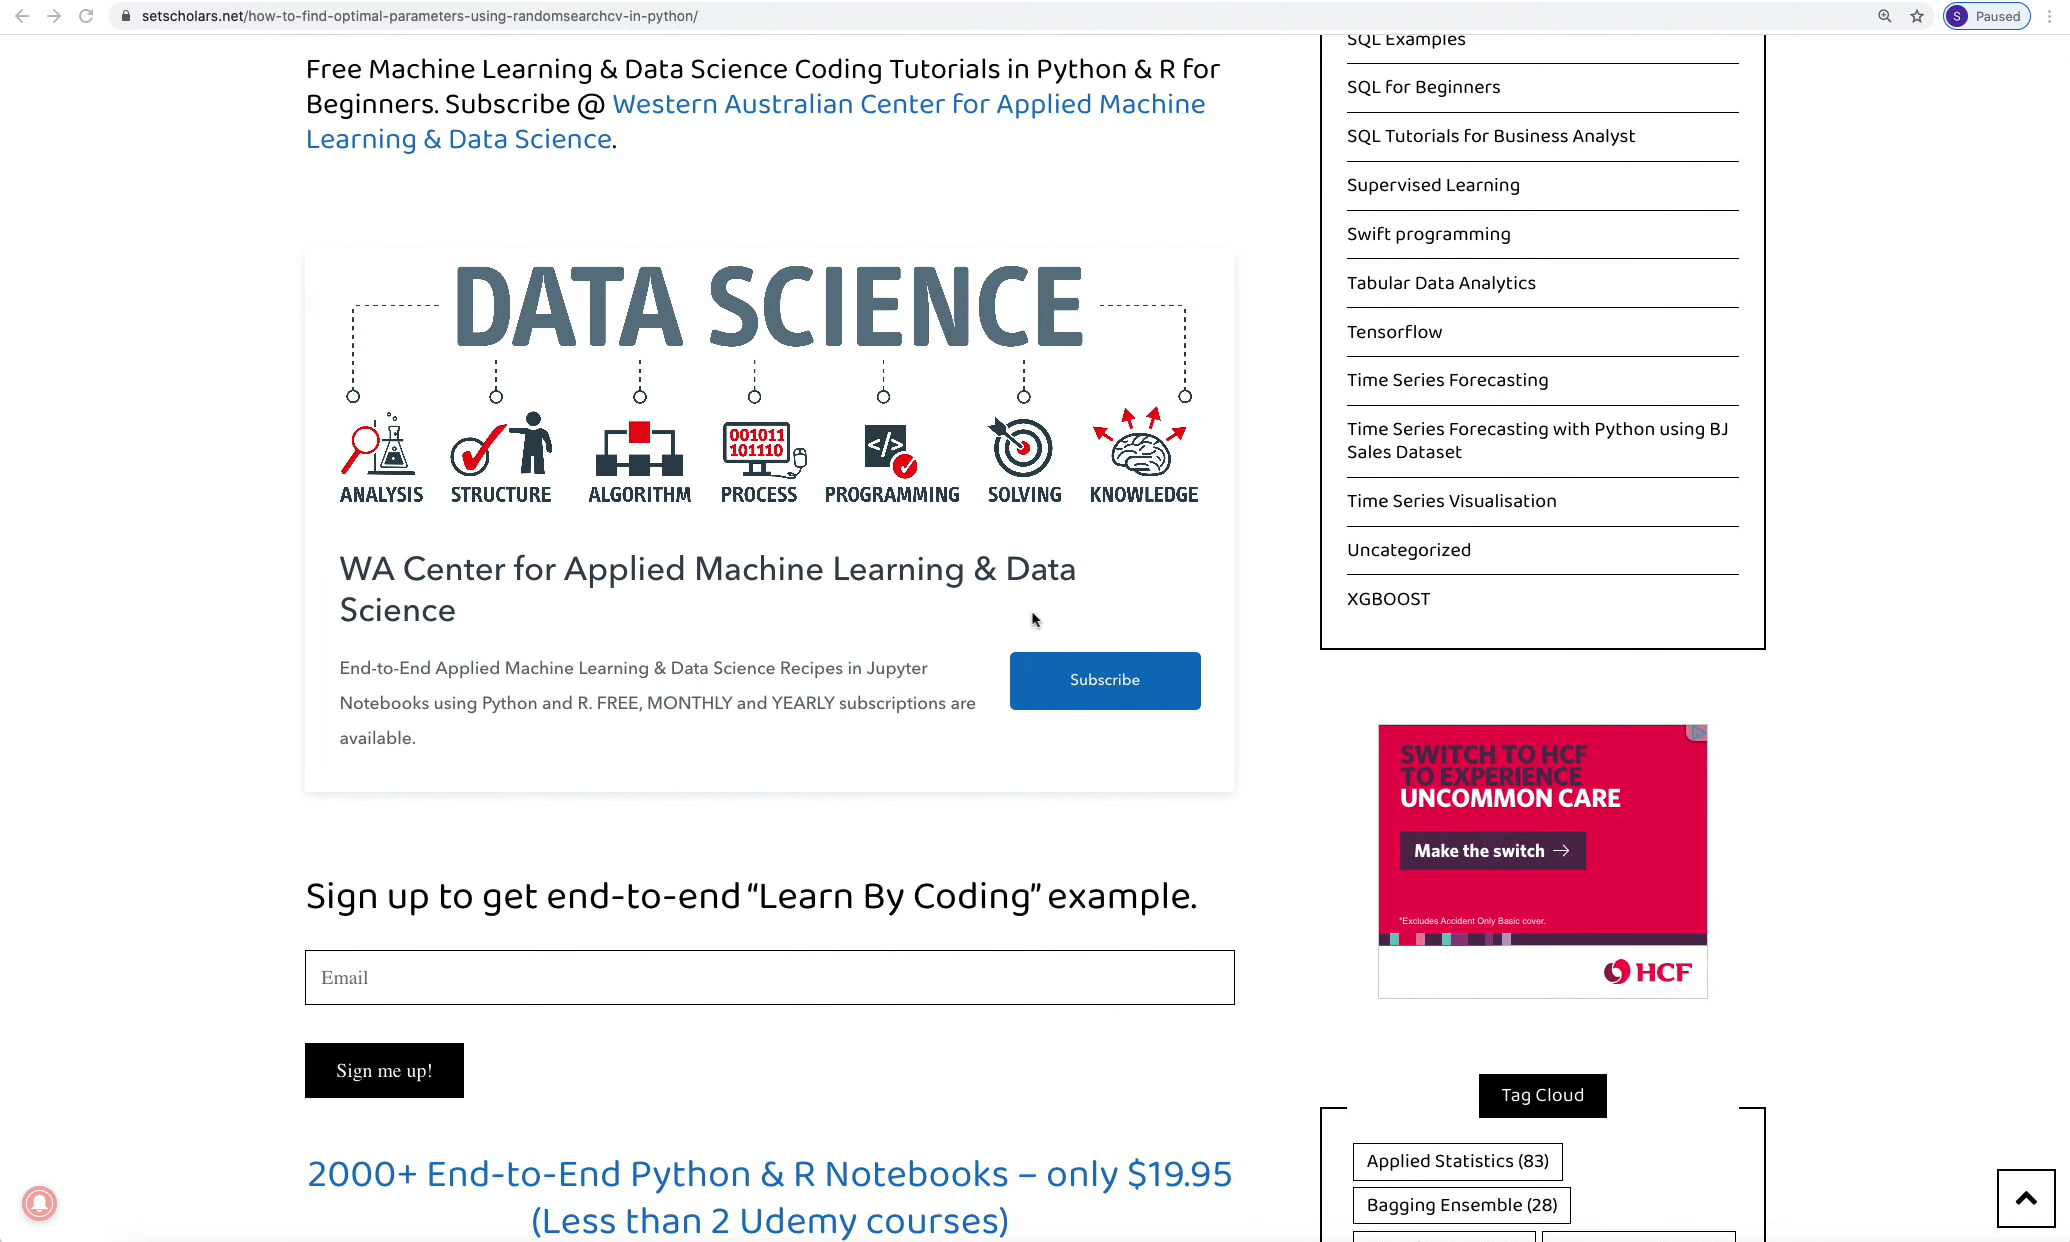 setscholars.net/how-to-find-optimal-parameters-using-randomsearchcv-in-python/
S Paused
Free Machine Learning & Data Science Coding Tutorials in Python & R for
Beginners. Subscribe @ Western Australian Center for Applied Machine
Learning & Data Science.
DATA SCIENCE
001011
101110
</>
ANALYSIS STRUCTURE ALGORITHM PROCESS PROGRAMMING SOLVING KNOWLEDGE
WA Center for Applied Machine Learning & Data
Science
End-to-End Applied Machine Learning & Data Science Recipes in Jupyter
Notebooks using Python and R. FREE, MONTHLY and YEARLY subscriptions are
available.
Subscribe
Sign up to get end-to-end “Learn By Coding” example.
Email
Sign me up!
2000+ End-to-End Python & R Notebooks – only $19.95
(Less than 2 Udemy courses)
SQL Examples
SQL for Beginners
SQL Tutorials for Business Analyst
Supervised Learning
Swift programming
Tabular Data Analytics
Tensorflow
Time Series Forecasting
Time Series Forecasting with Python using BJ
Sales Dataset
Time Series Visualisation
Uncategorized
XGBOOST
SWITCH TO HCF
TO EXPERIENCE
UNCOMMON CARE
Make the switch →
*Excludes Accident Only Basic cover.
HCF
Tag Cloud
Applied Statistics (83)
Bagging Ensemble (28)